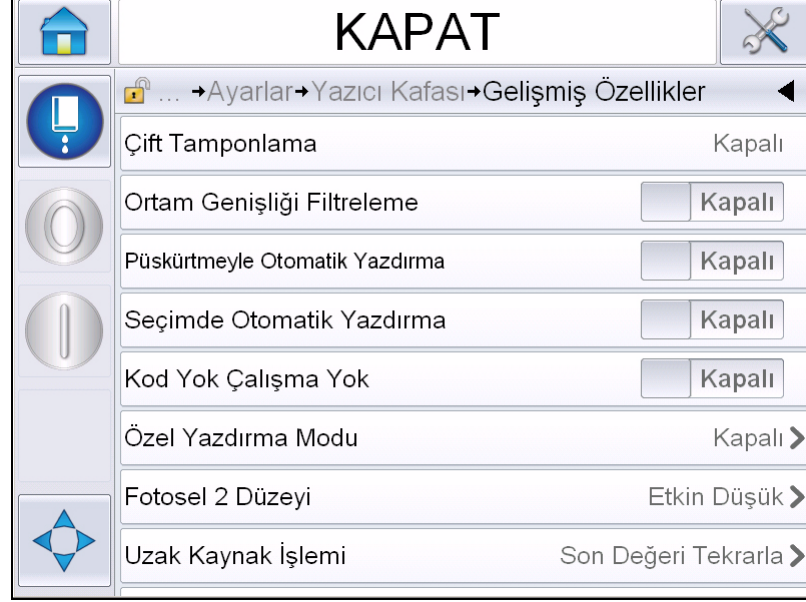 KAPAT
... →Ayarlar→Yazıcı Kafası→Gelişmiş Özellikler
Çift Tamponlama Kapalı
Ortam Genişliği Filtreleme Kapalı
Püskürtmeyle Otomatik Yazdırma Kapalı
Seçimde Otomatik Yazdırma Kapalı
Kod Yok Çalışma Yok Kapalı
Özel Yazdırma Modu Kapalı
Fotosel 2 Düzeyi Etkin Düşük
Uzak Kaynak İşlemi Son Değeri Tekrarla